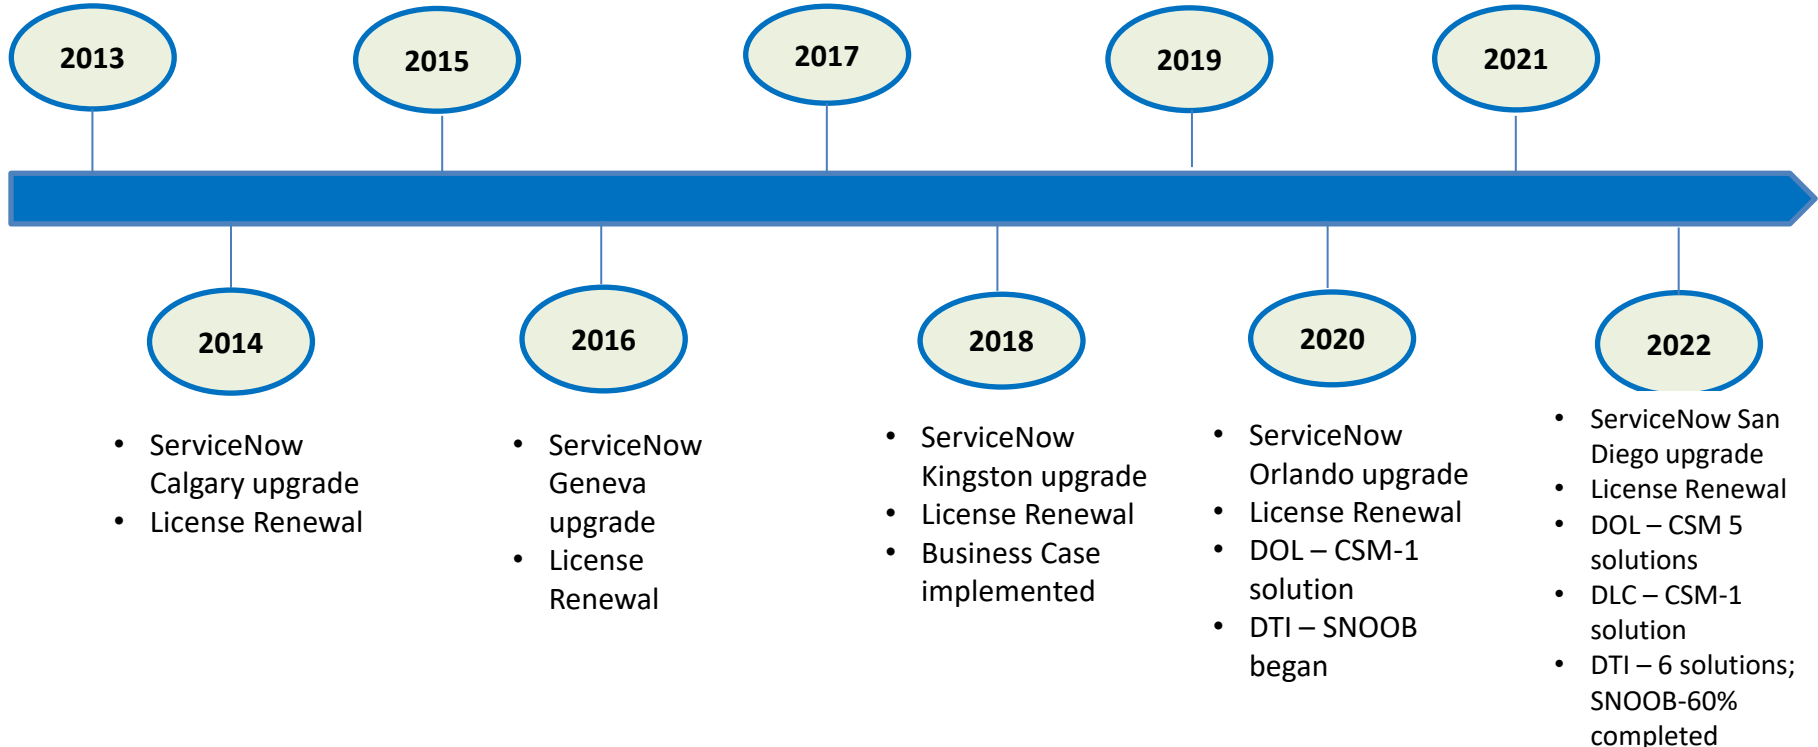 2013
2015
2017
2019
2021
2014
2016
2018
2020
2022
• ServiceNow
Calgary upgrade
• License Renewal
• ServiceNow
Geneva
upgrade
• License
Renewal
• ServiceNow
Kingston upgrade
• License Renewal
• Business Case
implemented
• ServiceNow
Orlando upgrade
• License Renewal
• DOL – CSM-1
solution
• DTI – SNOOB
began
• ServiceNow San
Diego upgrade
• License Renewal
• DOL – CSM 5
solutions
• DLC – CSM-1
solution
• DTI – 6 solutions;
SNOOB-60%
completed